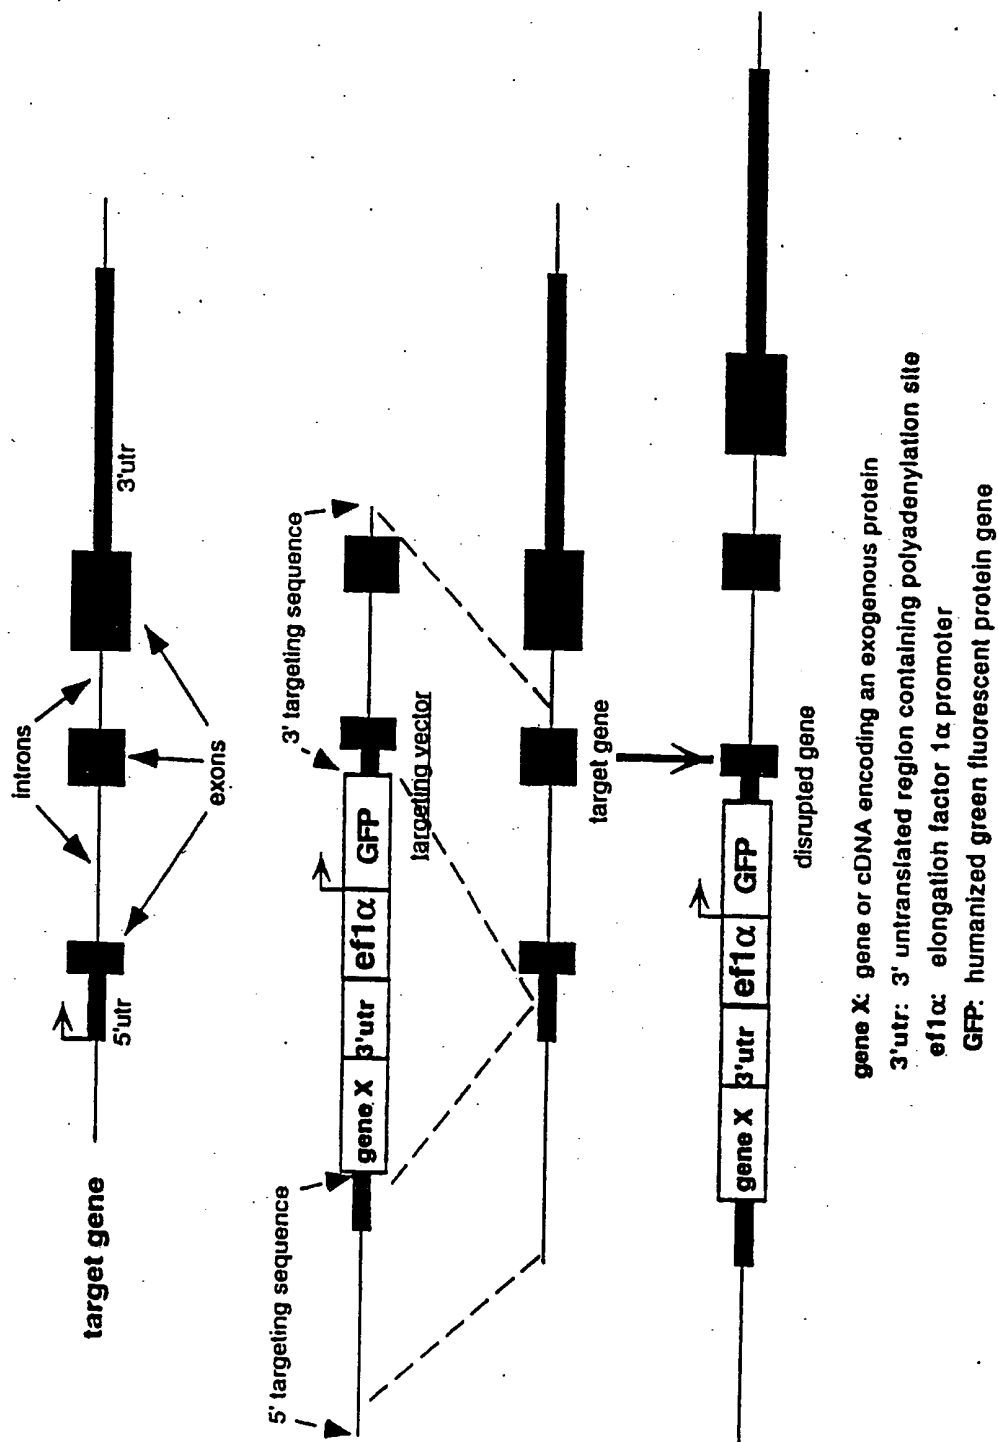 target gene
5'utr
introns
exons
3'utr
5' targeting sequence
3' targeting sequence
gene X
3'utr
ef1α
GFP
targeting vector
target gene
gene X
3'utr
ef1α
GFP
disrupted gene
gene X: gene or cDNA encoding an exogenous protein
3'utr: 3' untranslated region containing polyadenylation site
ef1α: elongation factor 1α promoter
GFP: humanized green fluorescent protein gene